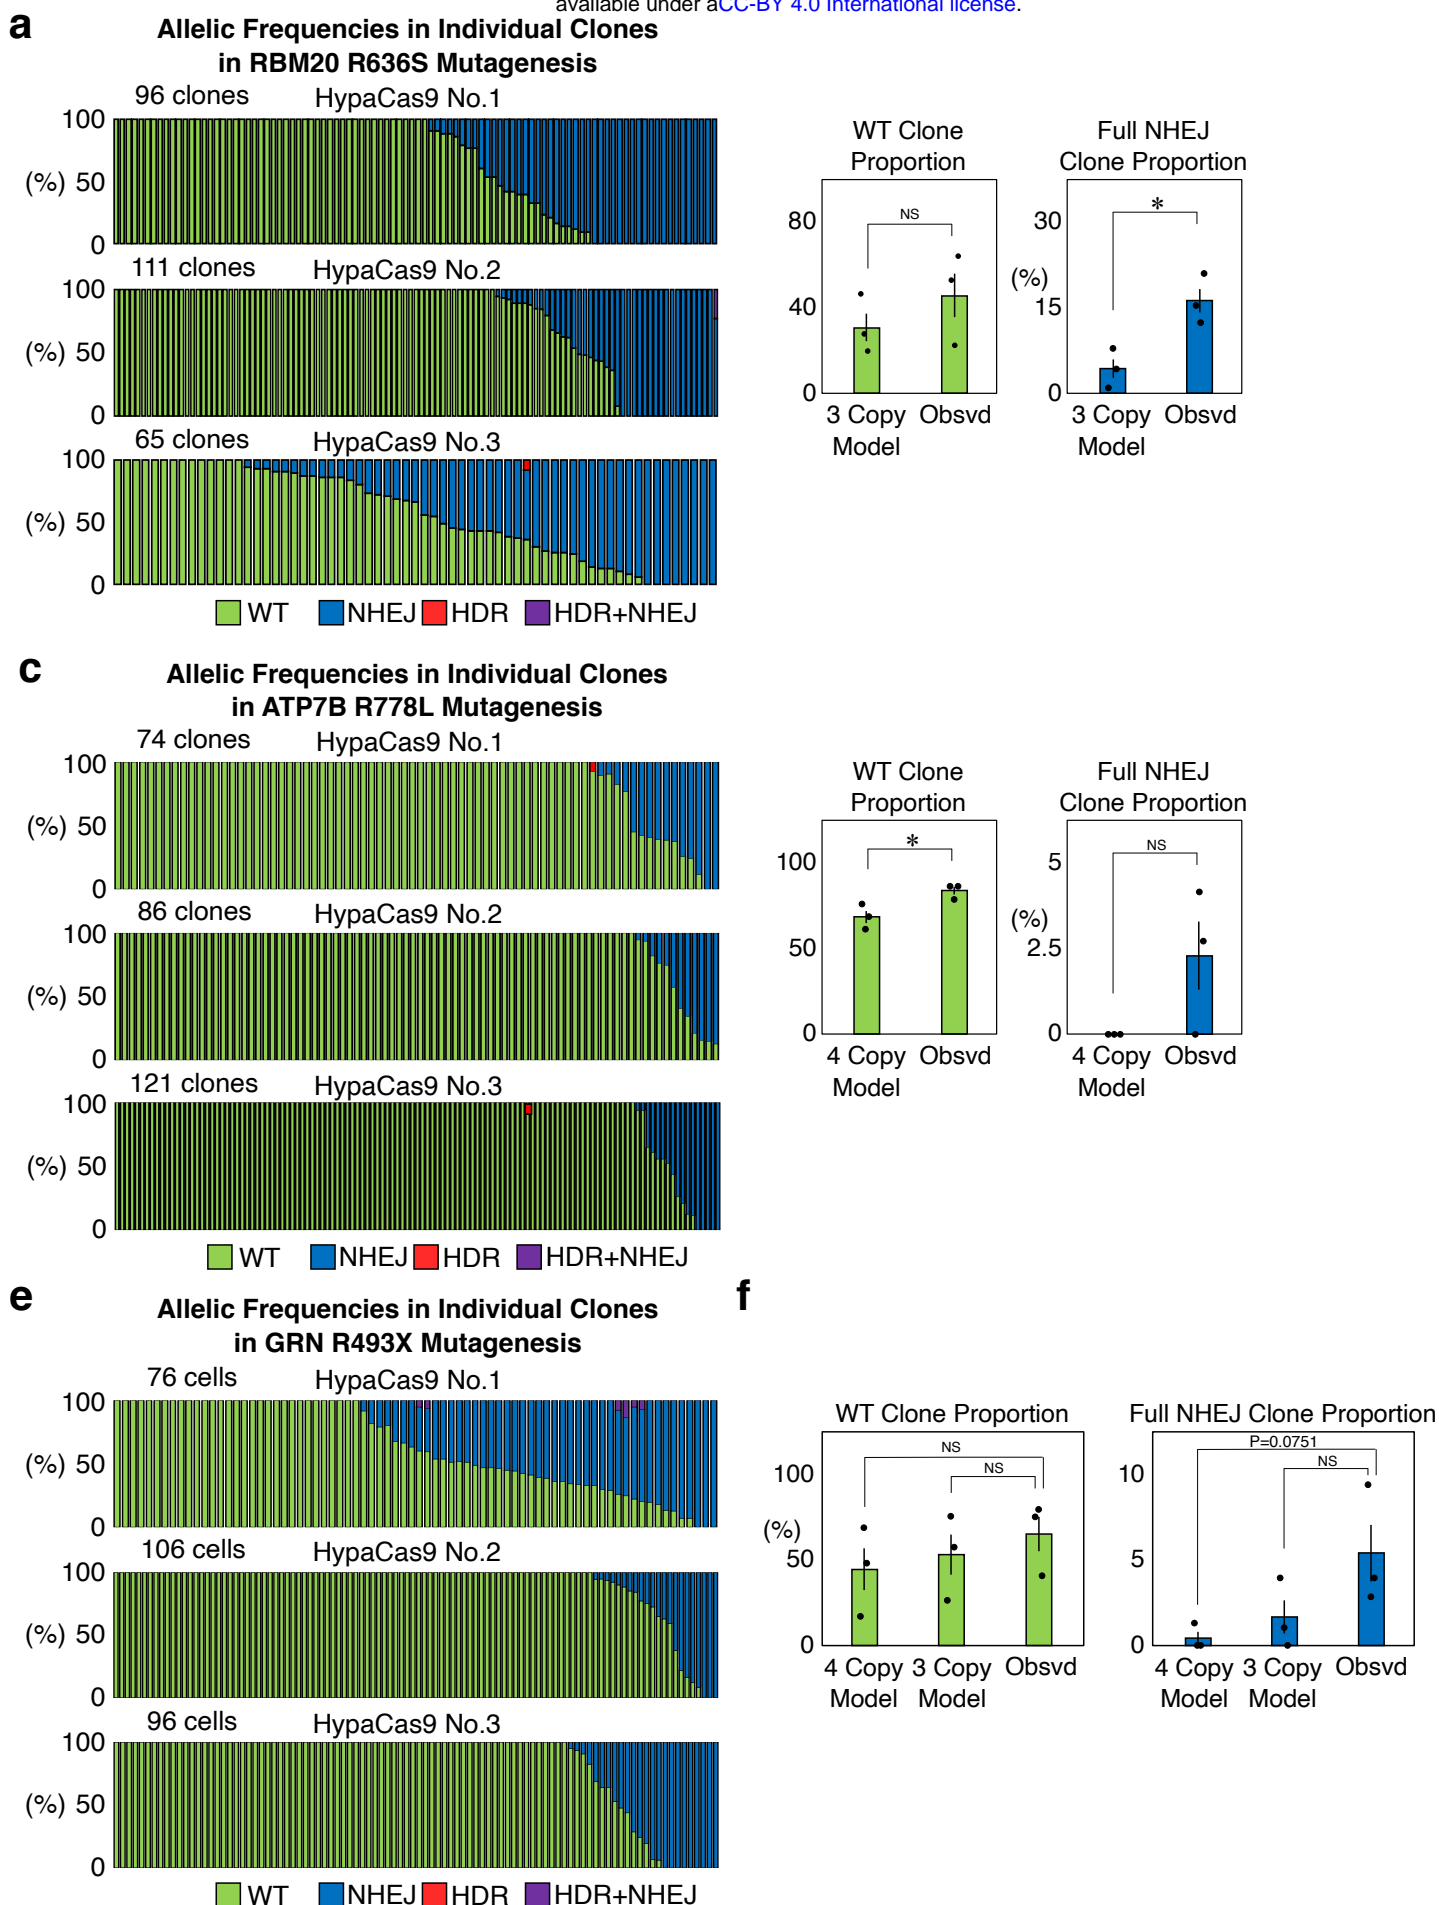 available under aCC-BY 4.0 International license.
a
Allelic Frequencies in Individual Clones
in RBM20 R636S Mutagenesis
96 clones HypaCas9 No.1
100
(%) 50
0
111 clones HypaCas9 No.2
100
(%) 50
0
65 clones HypaCas9 No.3
100
(%) 50
0
WT NHEJ HDR HDR+NHEJ
WT Clone
Proportion
80
40
0
NS
3 Copy Obsvd
Model
Full NHEJ
Clone Proportion
30
(%)
15
0
*
3 Copy Obsvd
Model
c
Allelic Frequencies in Individual Clones
in ATP7B R778L Mutagenesis
74 clones HypaCas9 No.1
100
(%) 50
0
86 clones HypaCas9 No.2
100
(%) 50
0
121 clones HypaCas9 No.3
100
(%) 50
0
WT NHEJ HDR HDR+NHEJ
WT Clone
Proportion
100
50
0
*
4 Copy Obsvd
Model
Full NHEJ
Clone Proportion
5
(%)
2.5
0
NS
4 Copy Obsvd
Model
e
Allelic Frequencies in Individual Clones
in GRN R493X Mutagenesis
76 cells HypaCas9 No.1
100
(%) 50
0
106 cells HypaCas9 No.2
100
(%) 50
0
96 cells HypaCas9 No.3
100
(%) 50
0
WT NHEJ HDR HDR+NHEJ
f
WT Clone Proportion
100
(%)
50
0
NS
NS
4 Copy 3 Copy Obsvd
Model Model
Full NHEJ Clone Proportion
10
5
0
P=0.0751
NS
4 Copy 3 Copy Obsvd
Model Model